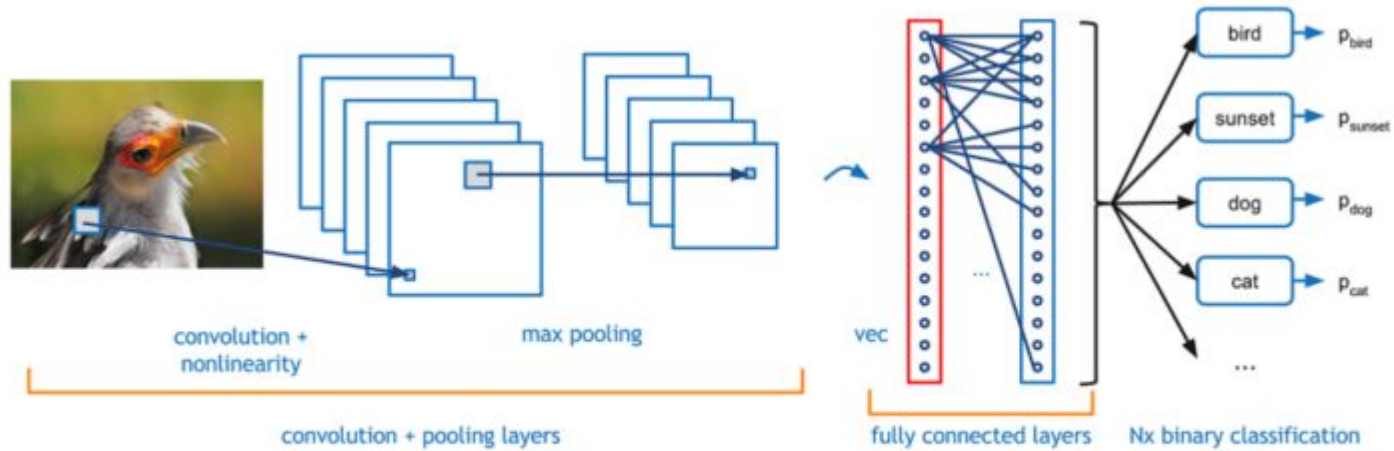 convolution +
nonlinearity
max pooling
convolution + pooling layers
vec
...
fully connected layers
bird
p_bird
sunset
p_sunset
dog
p_dog
cat
p_cat
...
Nx binary classification